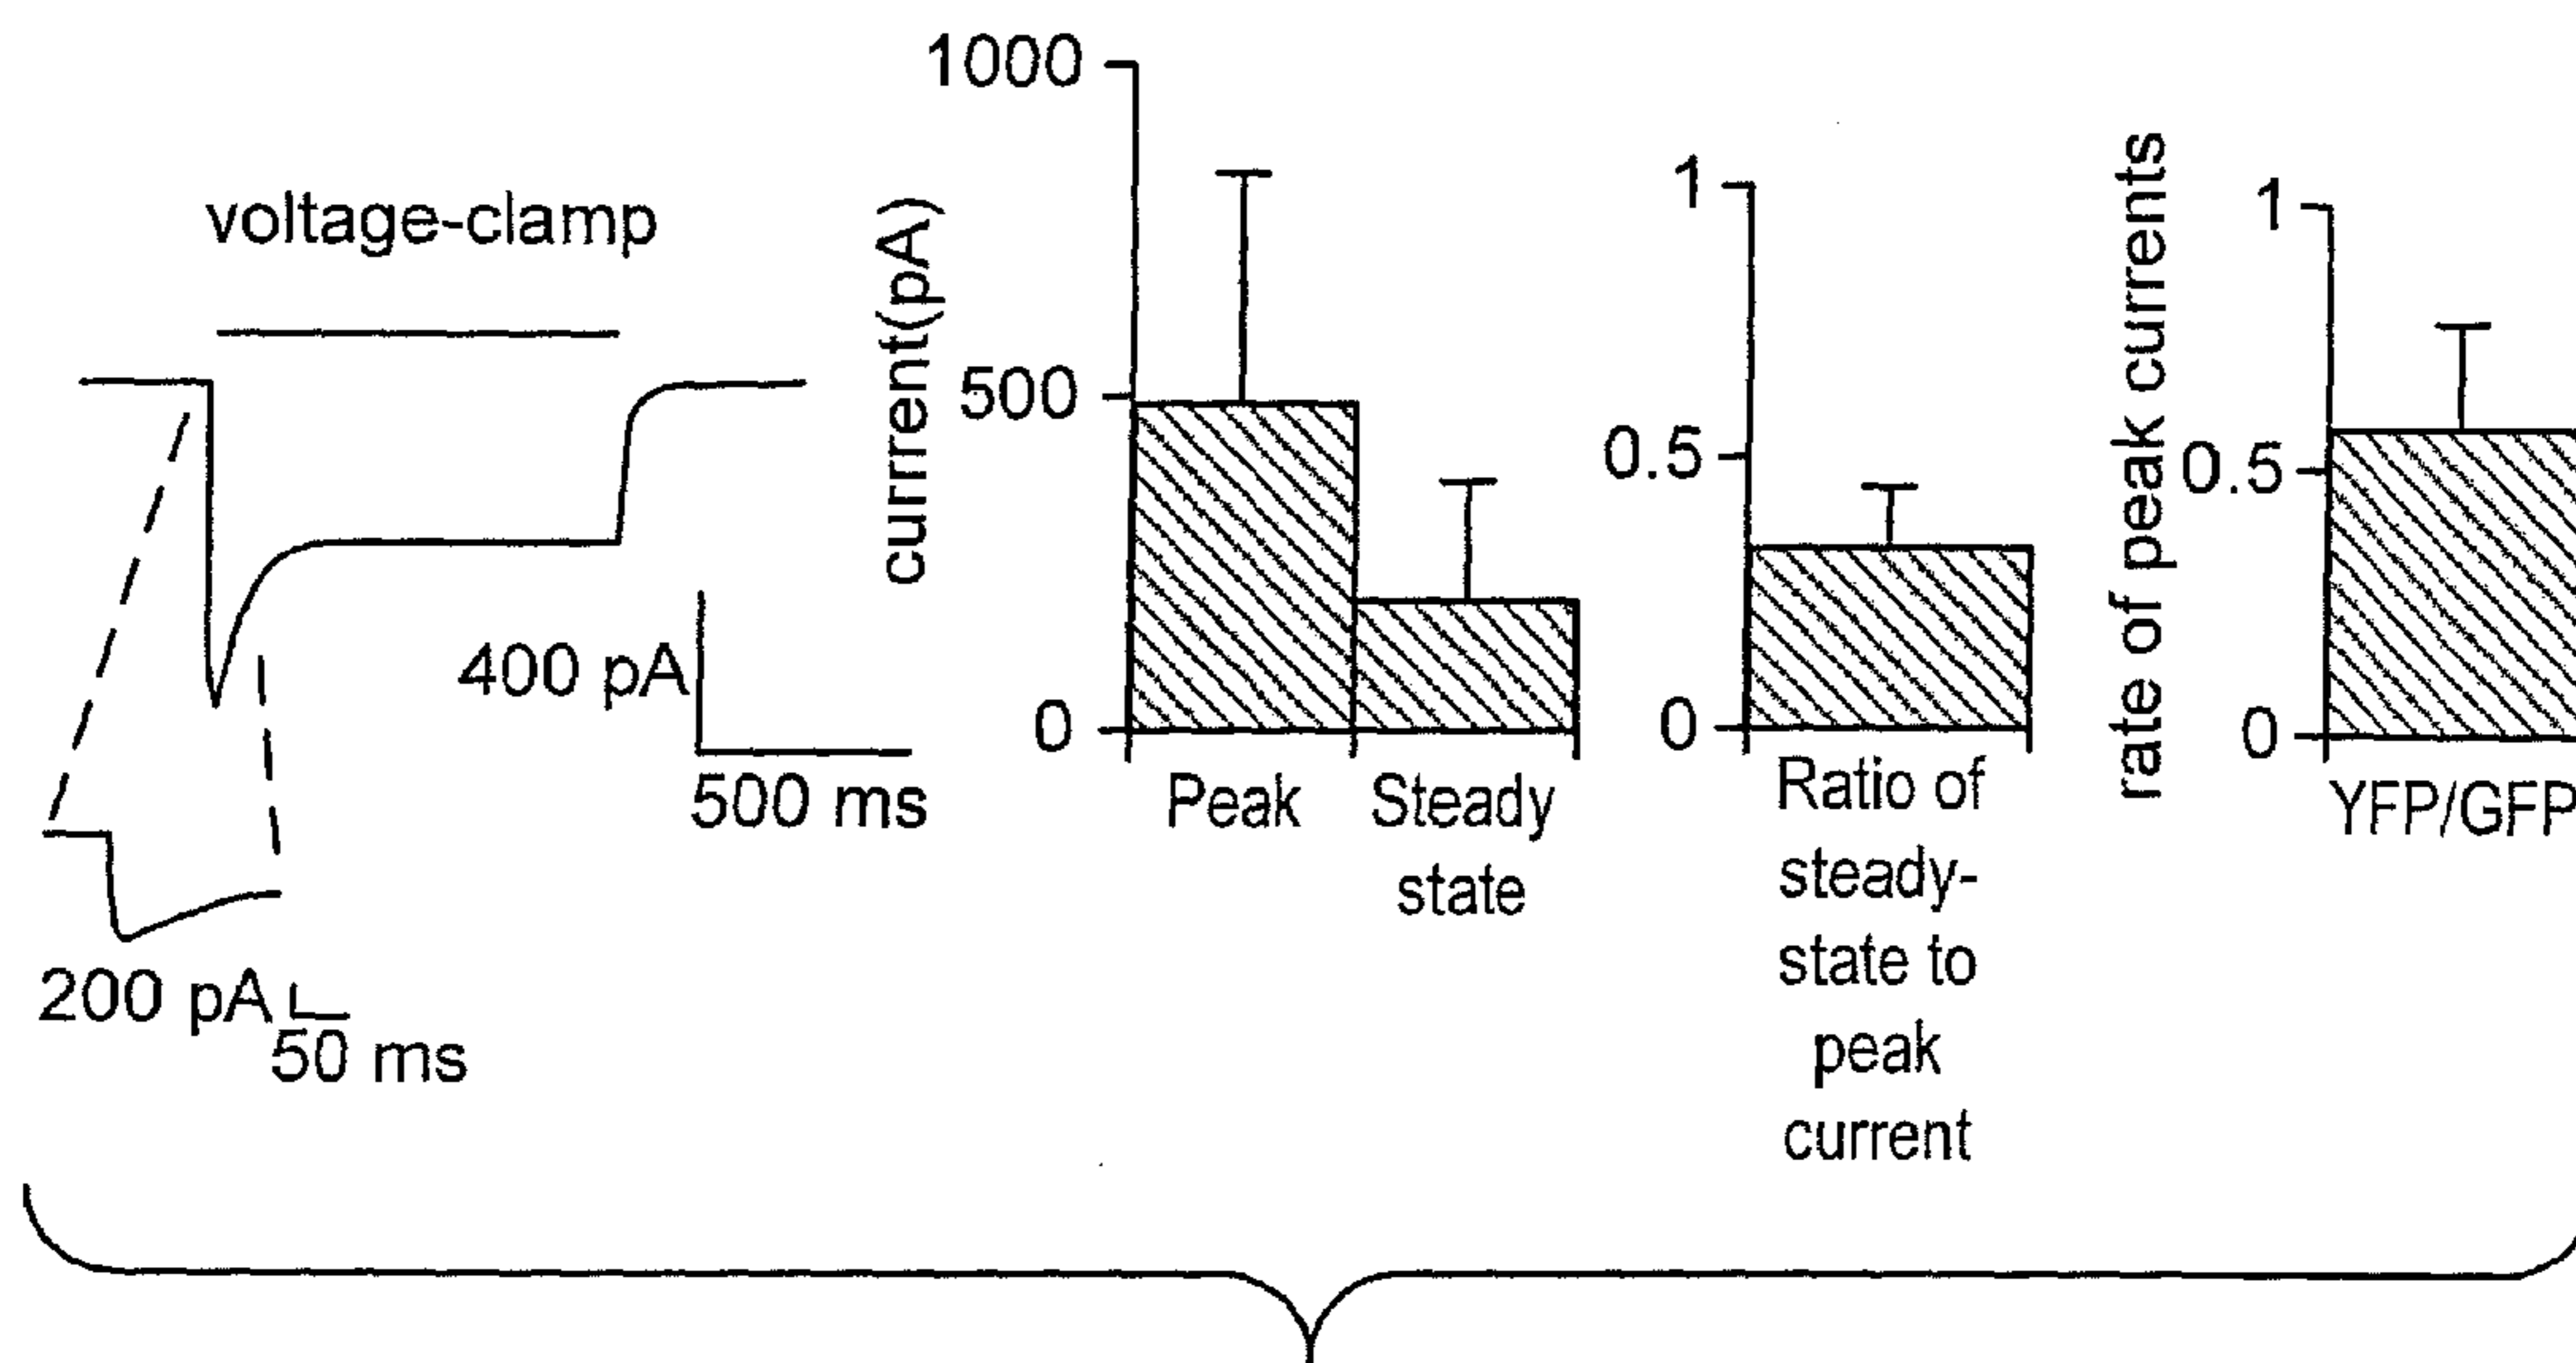 voltage-clamp
400 pA
500 ms
200 pA
50 ms
currrent(pA)
1000
500
0
Peak
Steady
state
1
0.5
0
Ratio of
steady-
state to
peak
current
rate of peak currents
1
0.5
0
YFP/GFP